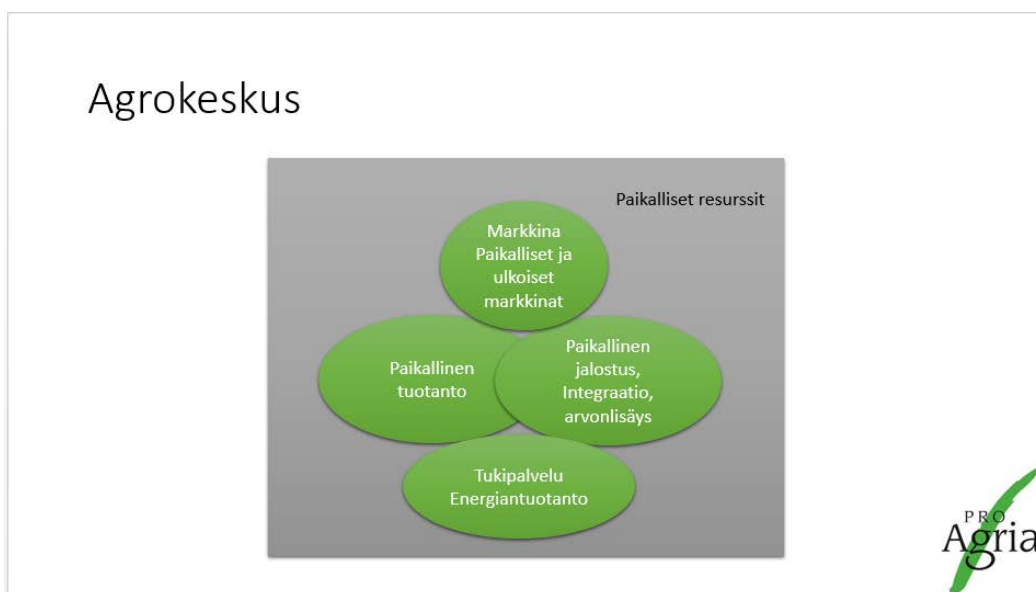 Agrokeskus
Paikalliset resurssit
Markkina
Paikalliset ja
ulkoiset
markkinat
Paikallinen
tuotanto
Paikallinen
jalostus,
Integraatio,
arvonlisäys
Tukipalvelu
Energiantuotanto
PRO
Agria